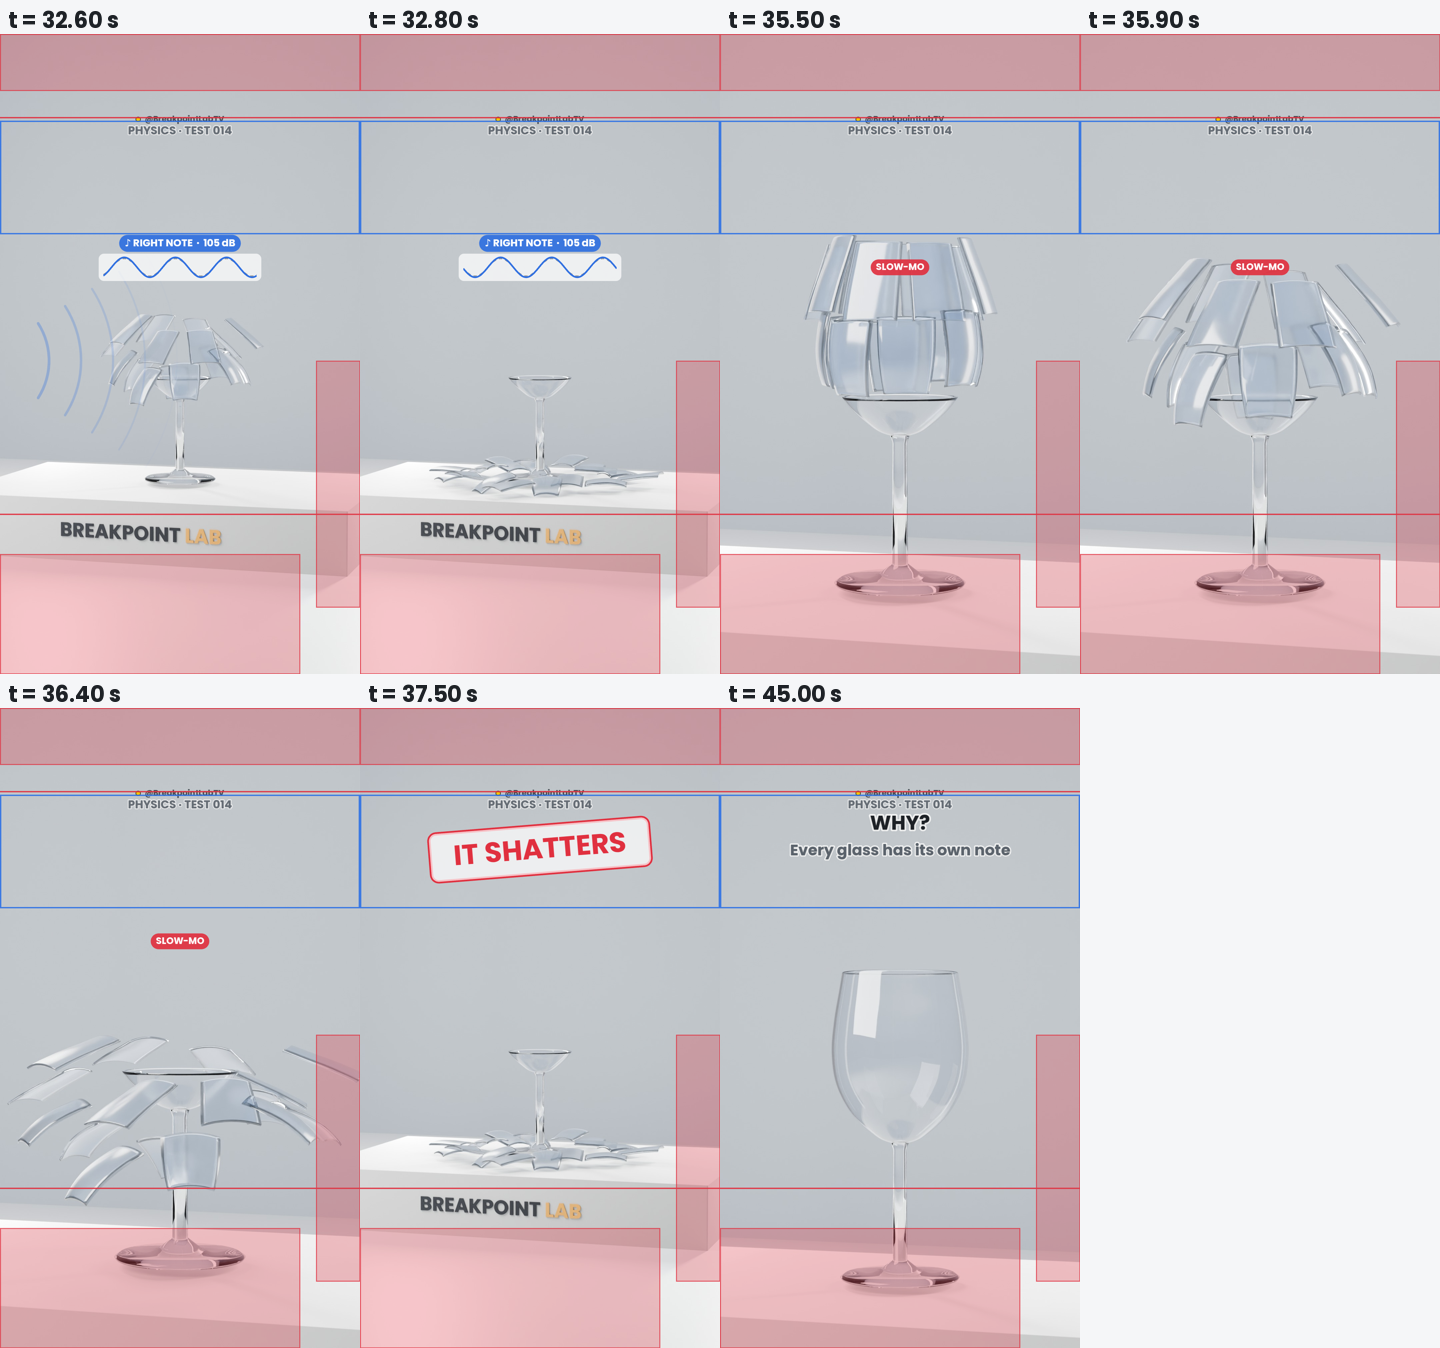 t = 32.60 s
@BreakpointLabTV
PHYSICS · TEST 014
♪ RIGHT NOTE · 105 dB
BREAKPOINT LAB
t = 32.80 s
@BreakpointLabTV
PHYSICS · TEST 014
♪ RIGHT NOTE · 105 dB
BREAKPOINT LAB
t = 35.50 s
@BreakpointLabTV
PHYSICS · TEST 014
SLOW-MO
t = 35.90 s
@BreakpointLabTV
PHYSICS · TEST 014
SLOW-MO
t = 36.40 s
@BreakpointLabTV
PHYSICS · TEST 014
SLOW-MO
t = 37.50 s
@BreakpointLabTV
PHYSICS · TEST 014
IT SHATTERS
BREAKPOINT LAB
t = 45.00 s
@BreakpointLabTV
PHYSICS · TEST 014
WHY?
Every glass has its own note